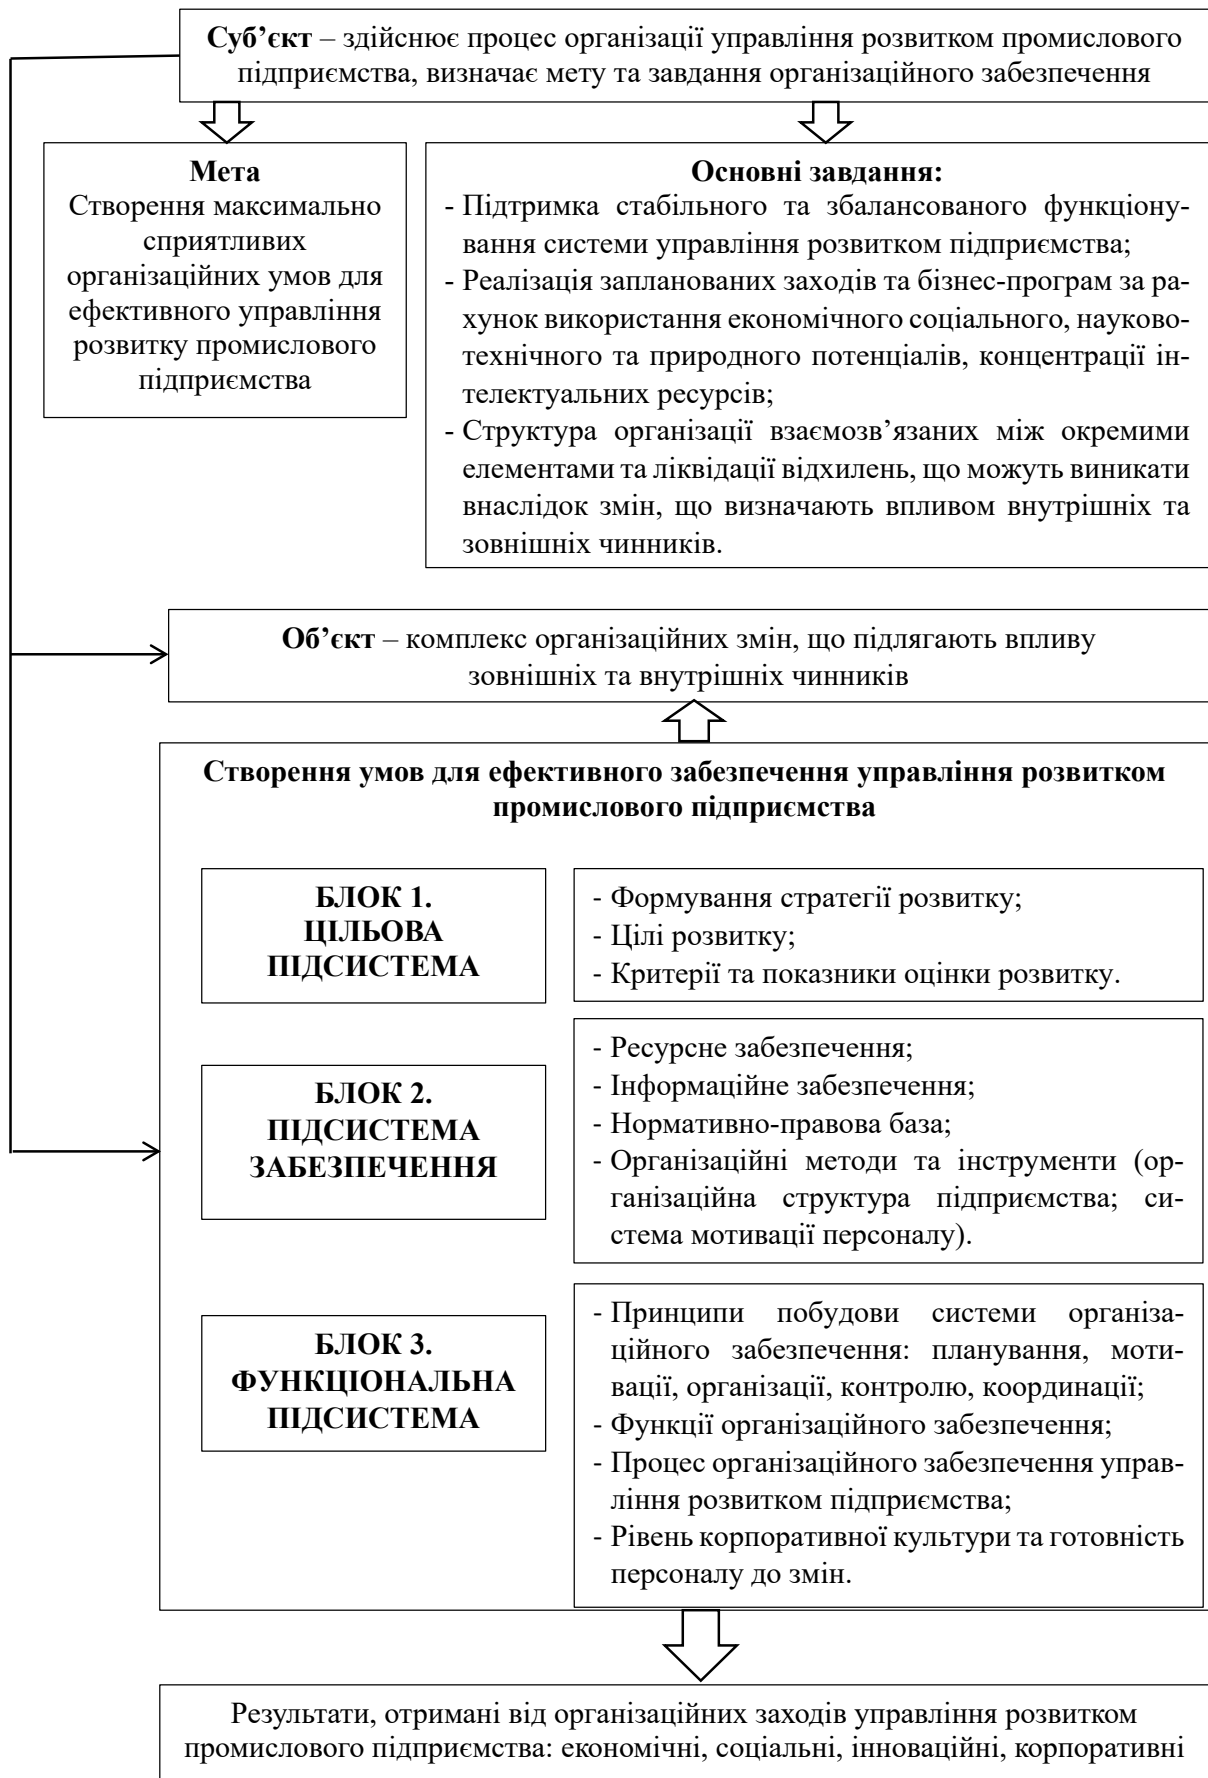 Суб’єкт – здійснює процес організації управління розвитком промислового
підприємства, визначає мету та завдання організаційного забезпечення
Мета
Створення максимально
сприятливих
організаційних умов для
ефективного управління
розвитку промислового
підприємства
Основні завдання:
- Підтримка стабільного та збалансованого функціону-
вання системи управління розвитком підприємства;
- Реалізація запланованих заходів та бізнес-програм за ра-
хунок використання економічного соціального, науково-
технічного та природного потенціалів, концентрації ін-
телектуальних ресурсів;
- Структура організації взаємозв’язаних між окремими
елементами та ліквідації відхилень, що можуть виникати
внаслідок змін, що визначають впливом внутрішніх та
зовнішніх чинників.
Об’єкт – комплекс організаційних змін, що підлягають впливу
зовнішніх та внутрішніх чинників
Створення умов для ефективного забезпечення управління розвитком
промислового підприємства
БЛОК 1.
ЦІЛЬОВА
ПІДСИСТЕМА
- Формування стратегії розвитку;
- Цілі розвитку;
- Критерії та показники оцінки розвитку.
БЛОК 2.
ПІДСИСТЕМА
ЗАБЕЗПЕЧЕННЯ
- Ресурсне забезпечення;
- Інформаційне забезпечення;
- Нормативно-правова база;
- Організаційні методи та інструменти (ор-
ганізаційна структура підприємства; си-
стема мотивації персоналу).
БЛОК 3.
ФУНКЦІОНАЛЬНА
ПІДСИСТЕМА
- Принципи побудови системи організа-
ційного забезпечення: планування, моти-
вації, організації, контролю, координації;
- Функції організаційного забезпечення;
- Процес організаційного забезпечення управ-
ління розвитком підприємства;
- Рівень корпоративної культури та готовність
персоналу до змін.
Результати, отримані від організаційних заходів управління розвитком
промислового підприємства: економічні, соціальні, інноваційні, корпоративні